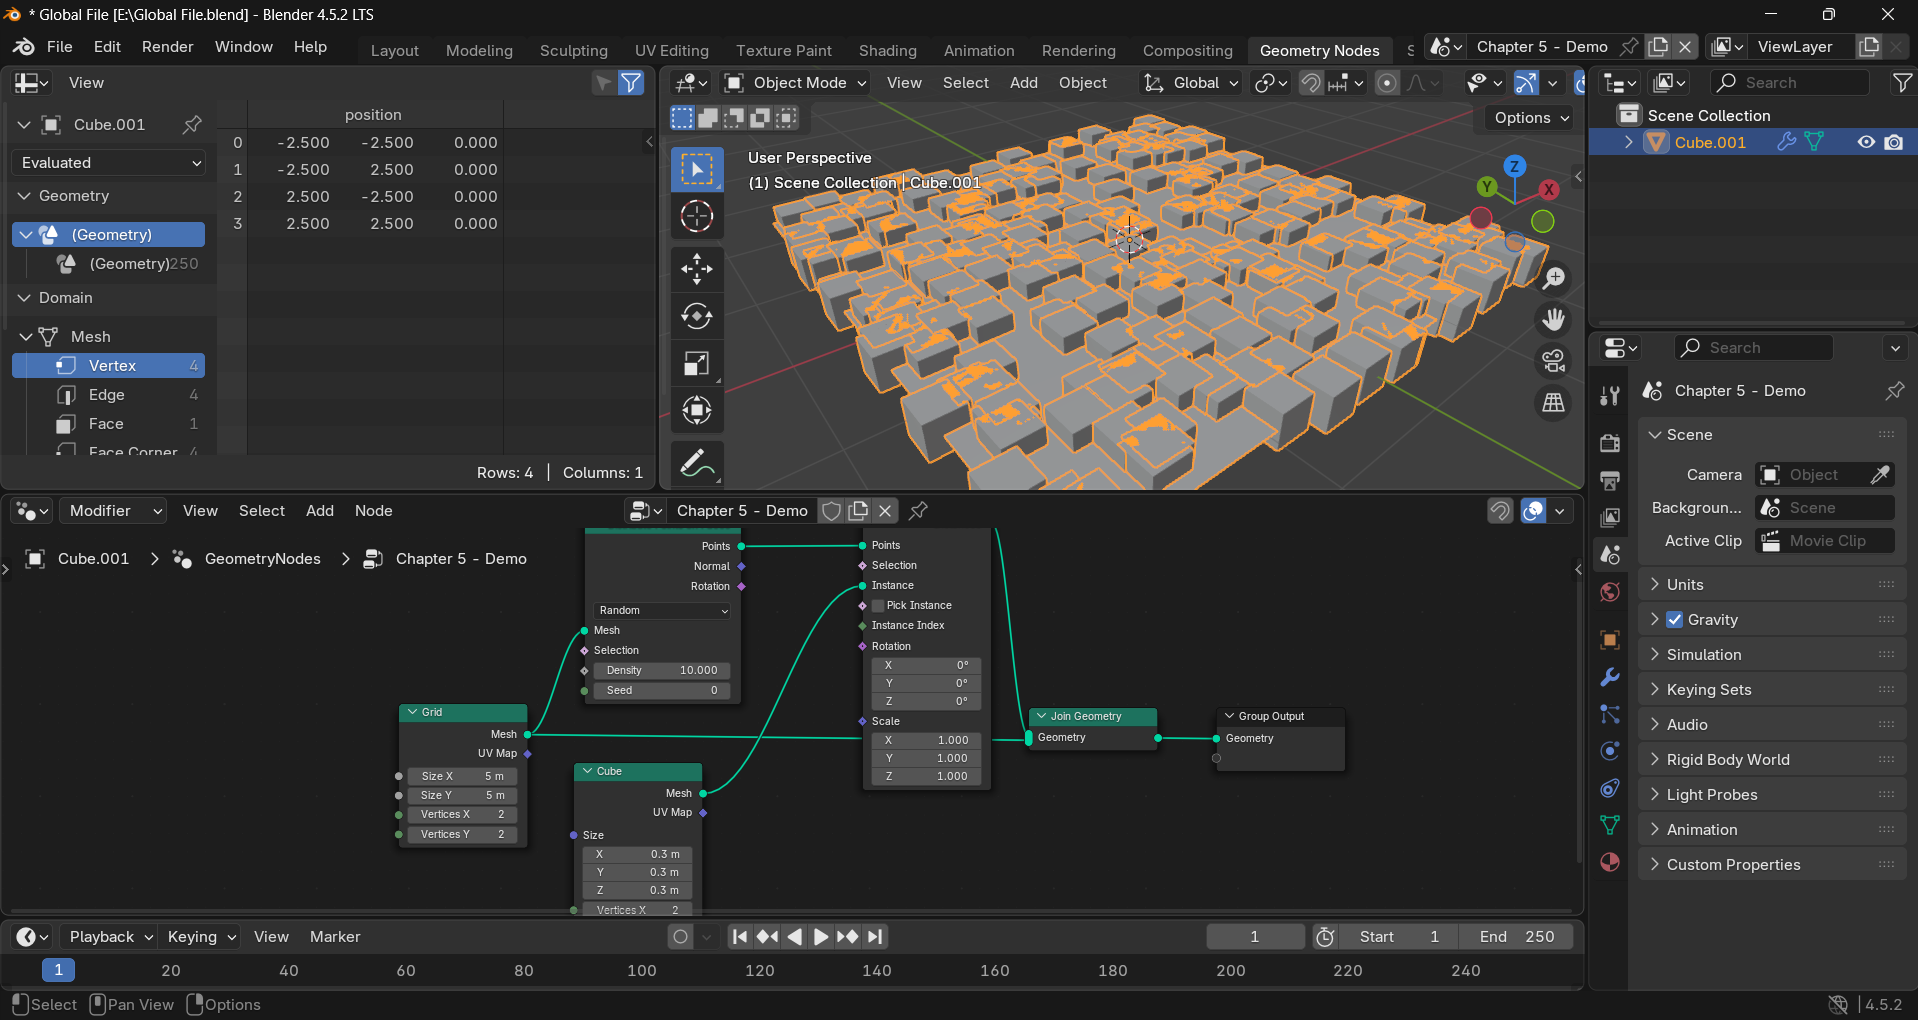 * Global File [E:\Global File.blend] - Blender 4.5.2 LTS
File Edit Render Window Help Layout Modeling Sculpting UV Editing Texture Paint Shading Animation Rendering Compositing Geometry Nodes S Chapter 5 - Demo ViewLayer
View
Cube.001
Evaluated
Geometry
(Geometry)
(Geometry) 250
Domain
Mesh
Vertex 4
Edge 4
Face 1
Face Corner 4
position
0 -2.500 -2.500 0.000
1 -2.500 2.500 0.000
2 2.500 -2.500 0.000
3 2.500 2.500 0.000
Rows: 4 | Columns: 1
Object Mode View Select Add Object Global
Options
User Perspective
(1) Scene Collection | Cube.001
Z
Y
X
Search
Scene Collection
Cube.001
Search
Chapter 5 - Demo
Scene
Camera Object
Backgroun... Scene
Active Clip Movie Clip
Units
Gravity
Simulation
Keying Sets
Audio
Rigid Body World
Light Probes
Animation
Custom Properties
Modifier View Select Add Node Chapter 5 - Demo
Cube.001 > GeometryNodes > Chapter 5 - Demo
Points
Normal
Rotation
Random
Mesh
Selection
Density 10.000
Seed 0
Grid
Mesh
UV Map
Size X 5 m
Size Y 5 m
Vertices X 2
Vertices Y 2
Cube
Mesh
UV Map
Size
X 0.3 m
Y 0.3 m
Z 0.3 m
Vertices X 2
Points
Selection
Instance
Pick Instance
Instance Index
Rotation
X 0°
Y 0°
Z 0°
Scale
X 1.000
Y 1.000
Z 1.000
Join Geometry
Geometry
Group Output
Geometry
Playback Keying View Marker 1 Start 1 End 250
1 20 40 60 80 100 120 140 160 180 200 220 240
Select Pan View Options 4.5.2